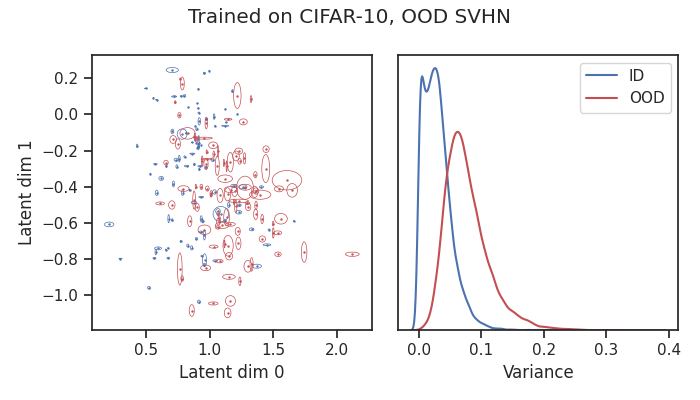 Trained on CIFAR-10, OOD SVHN
0.2
0.0
−0.2
−0.4
−0.6
−0.8
−1.0
Latent dim 1
0.5
1.0
1.5
2.0
Latent dim 0
ID
OOD
0.0
0.1
0.2
0.3
0.4
Variance